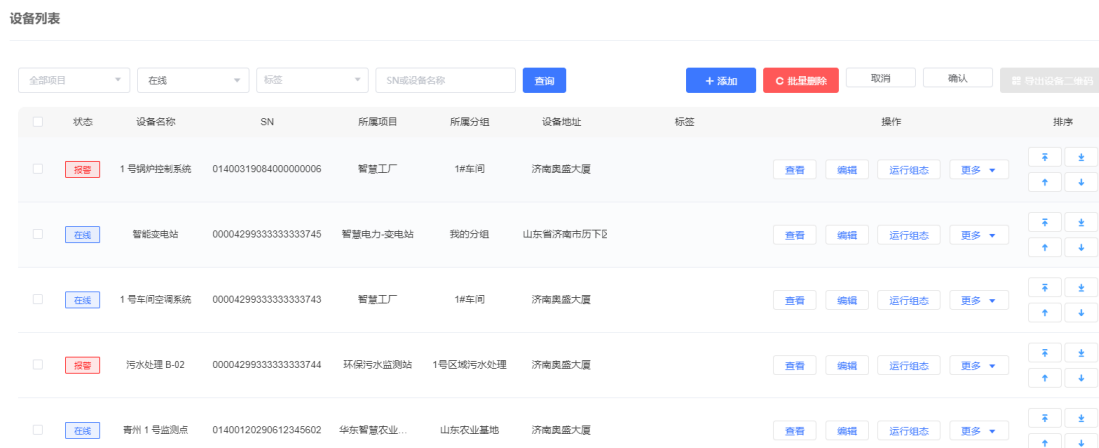 设备列表
全部项目 在线 标签 SN或设备名称 查询 添加 批量删除 取消 确认 导出设备二维码
状态 设备名称 SN 所属项目 所属分组 设备地址 标签 操作 排序
报警 1号锅炉控制系统 01400319084000000006 智慧工厂 1#车间 济南奥盛大厦 查看 编辑 运行组态 更多
在线 智能变电站 00004299333333333745 智慧电力-变电站 我的分组 山东省济南市历下区 查看 编辑 运行组态 更多
在线 1号车间空调系统 00004299333333333743 智慧工厂 1#车间 济南奥盛大厦 查看 编辑 运行组态 更多
报警 污水处理 B-02 00004299333333333744 环保污水监测站 1号区域污水处理 济南奥盛大厦 查看 编辑 运行组态 更多
在线 青州1号监测点 01400120290612345602 华东智慧农业... 山东农业基地 济南奥盛大厦 查看 编辑 运行组态 更多